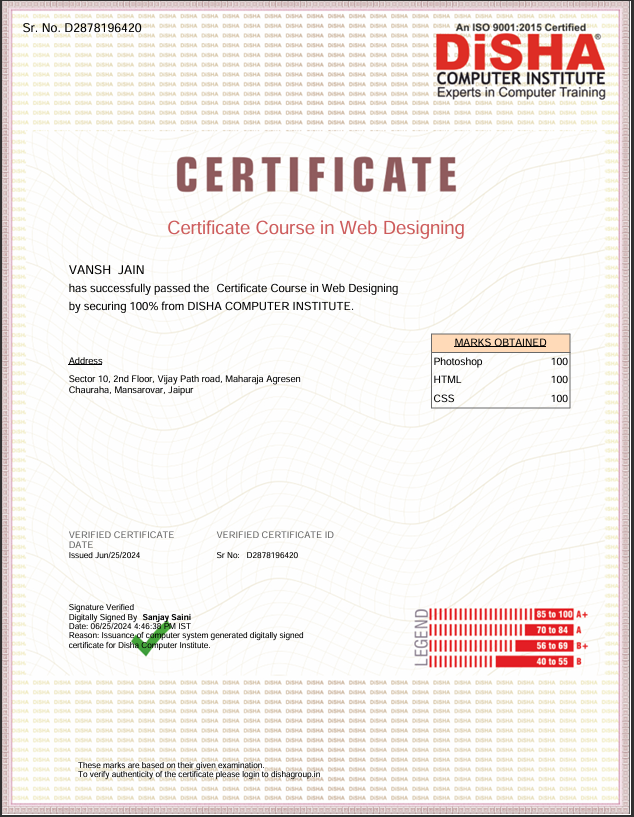 Sr. No. D2878196420
An ISO 9001:2015 Certified
DiSHA®
COMPUTER INSTITUTE
Experts in Computer Training
CERTIFICATE
Certificate Course in Web Designing
VANSH JAIN
has successfully passed the Certificate Course in Web Designing
by securing 100% from DISHA COMPUTER INSTITUTE.
MARKS OBTAINED
Photoshop 100
HTML 100
CSS 100
Address
Sector 10, 2nd Floor, Vijay Path road, Maharaja Agresen
Chauraha, Mansarovar, Jaipur
VERIFIED CERTIFICATE
DATE
Issued Jun/25/2024
VERIFIED CERTIFICATE ID
Sr No: D2878196420
Signature Verified
Digitally Signed By Sanjay Saini
Date: 06/25/2024 4:46:38 PM IST
Reason: Issuance of computer system generated digitally signed
certificate for Disha Computer Institute.
LEGEND
85 to 100 A+
70 to 84 A
56 to 69 B+
40 to 55 B
These marks are based on their given examination.
To verify authenticity of the certificate please login to dishagroup.in